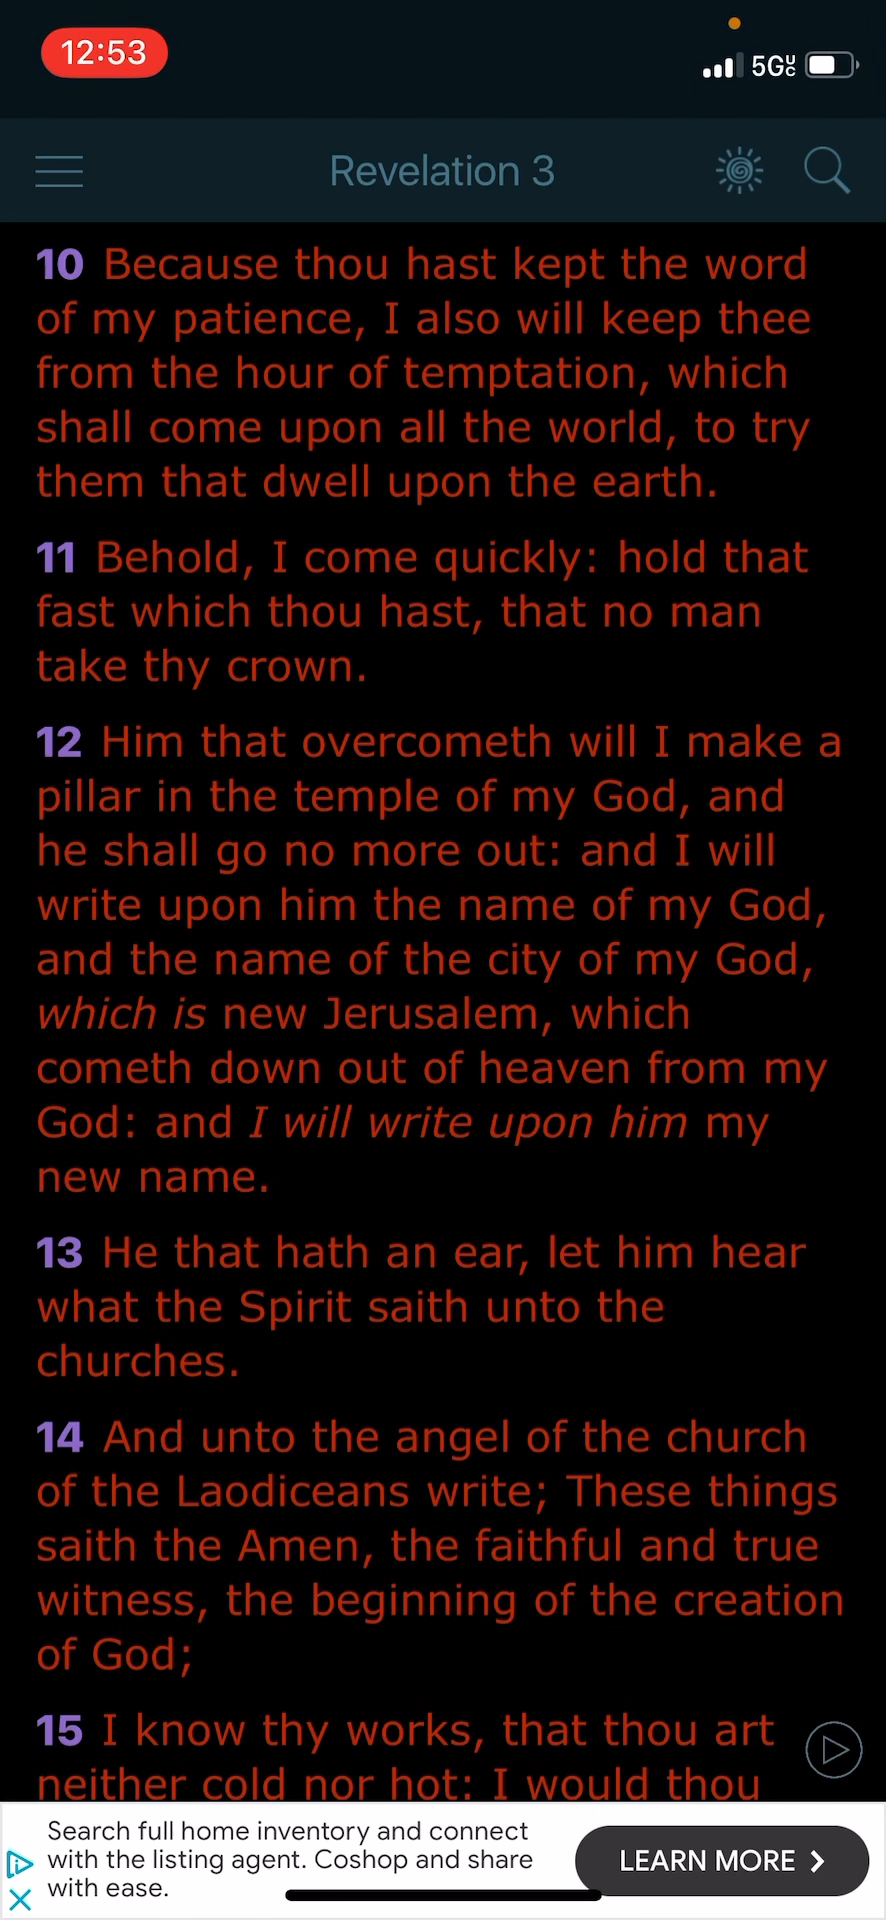 12:53
5G UC
Revelation 3
10 Because thou hast kept the word
of my patience, I also will keep thee
from the hour of temptation, which
shall come upon all the world, to try
them that dwell upon the earth.
11 Behold, I come quickly: hold that
fast which thou hast, that no man
take thy crown.
12 Him that overcometh will I make a
pillar in the temple of my God, and
he shall go no more out: and I will
write upon him the name of my God,
and the name of the city of my God,
which is new Jerusalem, which
cometh down out of heaven from my
God: and I will write upon him my
new name.
13 He that hath an ear, let him hear
what the Spirit saith unto the
churches.
14 And unto the angel of the church
of the Laodiceans write; These things
saith the Amen, the faithful and true
witness, the beginning of the creation
of God;
15 I know thy works, that thou art
neither cold nor hot: I would thou
Search full home inventory and connect
with the listing agent. Coshop and share
with ease.
LEARN MORE